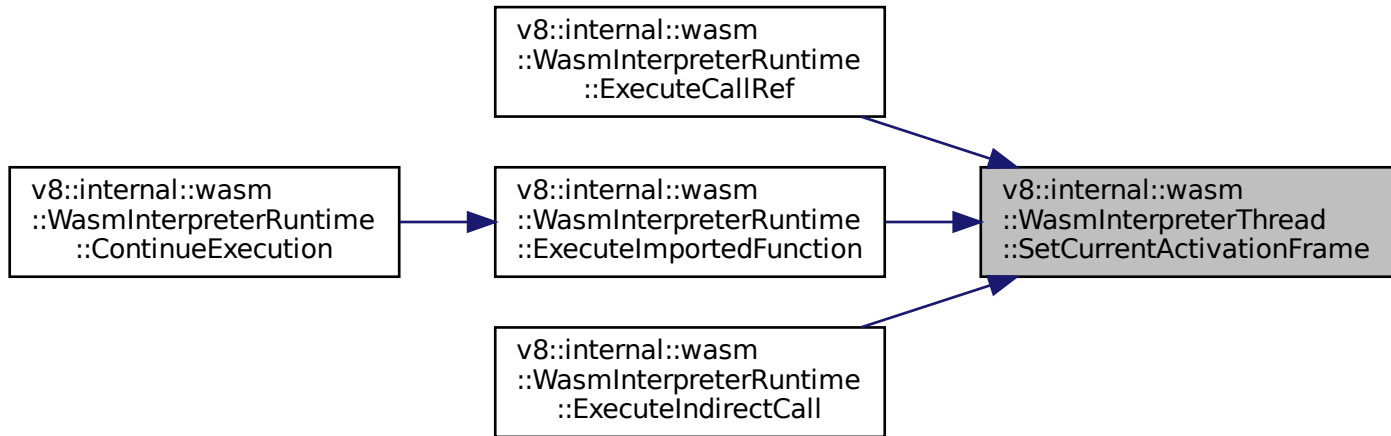 v8::internal::wasm
::WasmInterpreterRuntime
::ExecuteCallRef
v8::internal::wasm
::WasmInterpreterRuntime
::ContinueExecution
v8::internal::wasm
::WasmInterpreterRuntime
::ExecuteImportedFunction
v8::internal::wasm
::WasmInterpreterThread
::SetCurrentActivationFrame
v8::internal::wasm
::WasmInterpreterRuntime
::ExecuteIndirectCall